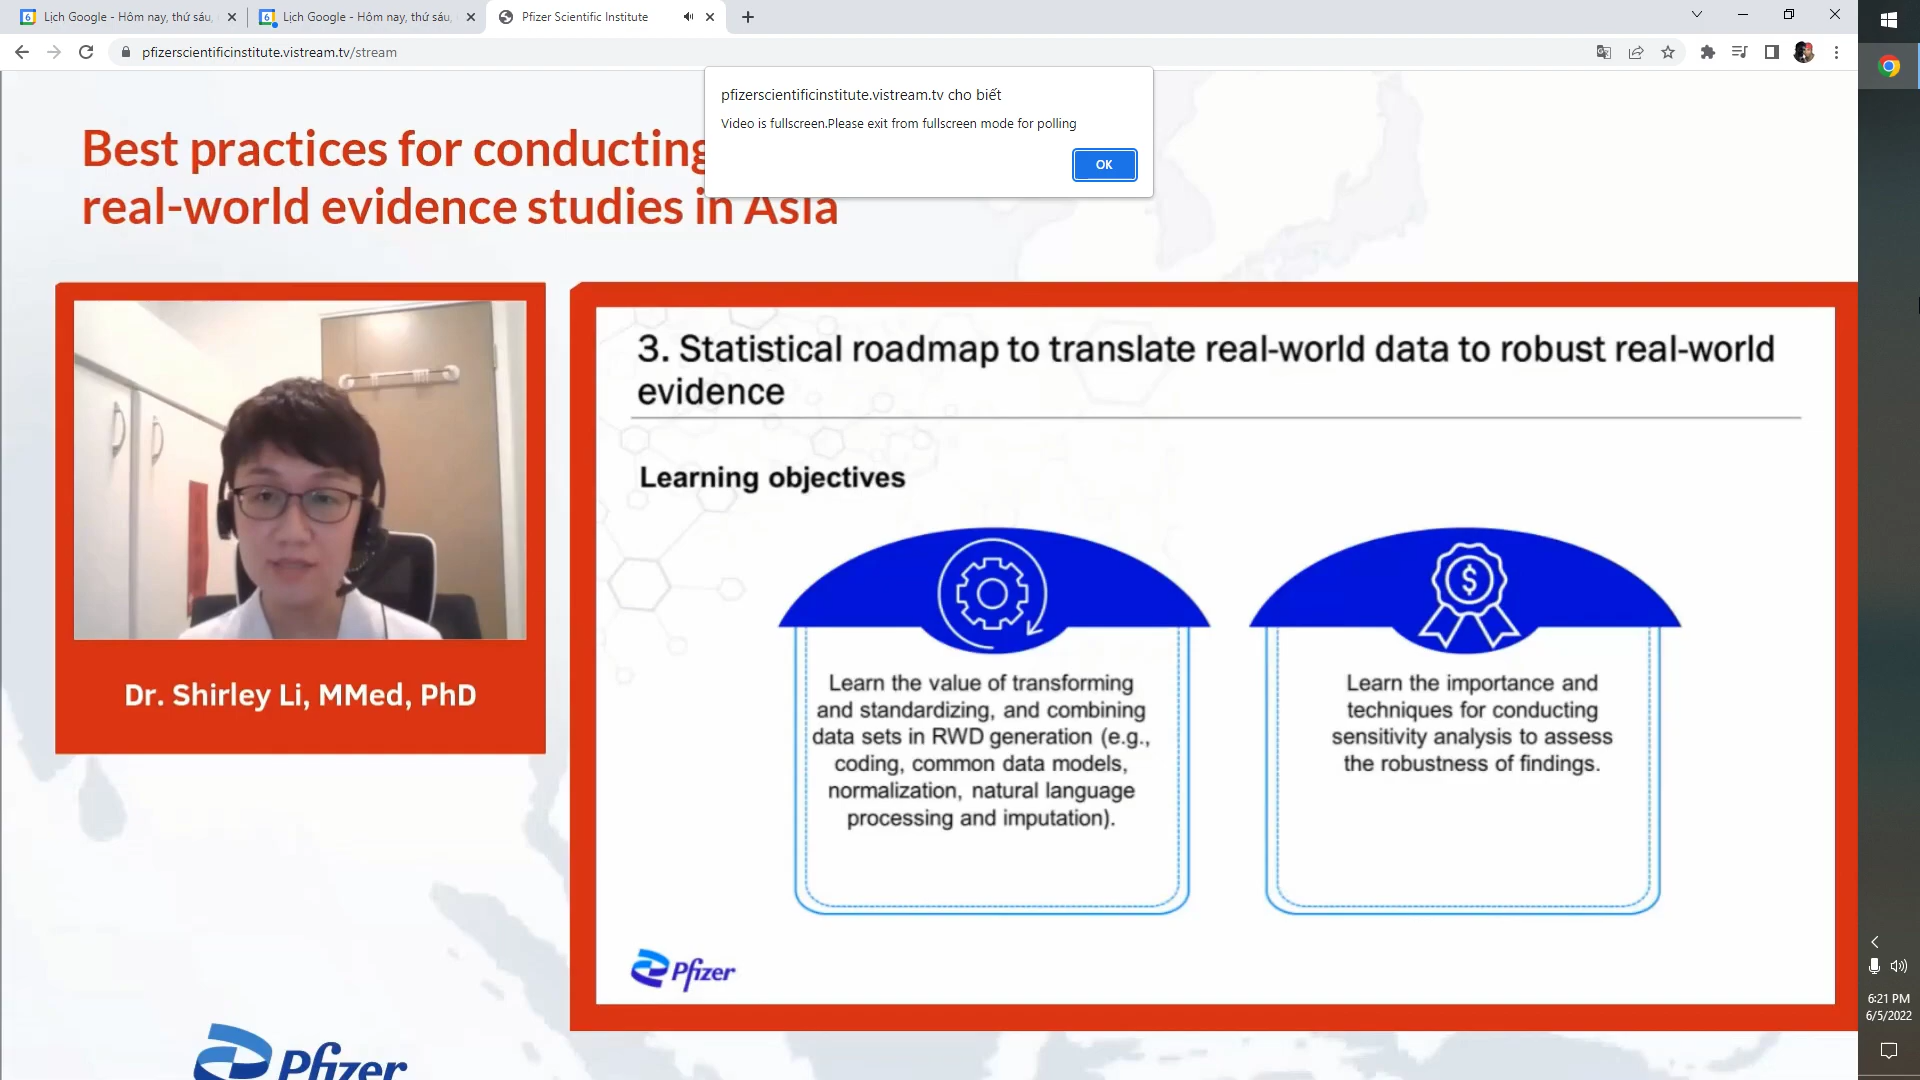 Lịch Google - Hôm nay, thứ sáu,
Lịch Google - Hôm nay, thứ sáu,
Pfizer Scientific Institute
pfizerscientificinstitute.vistream.tv/stream
pfizerscientificinstitute.vistream.tv cho biết
Video is fullscreen.Please exit from fullscreen mode for polling
OK
Best practices for conducting
real-world evidence studies in Asia
3. Statistical roadmap to translate real-world data to robust real-world
evidence
Learning objectives
Learn the value of transforming
and standardizing, and combining
data sets in RWD generation (e.g.,
coding, common data models,
normalization, natural language
processing and imputation).
Learn the importance and
techniques for conducting
sensitivity analysis to assess
the robustness of findings.
Dr. Shirley Li, MMed, PhD
Pfizer
Pfizer
6:21 PM
6/5/2022